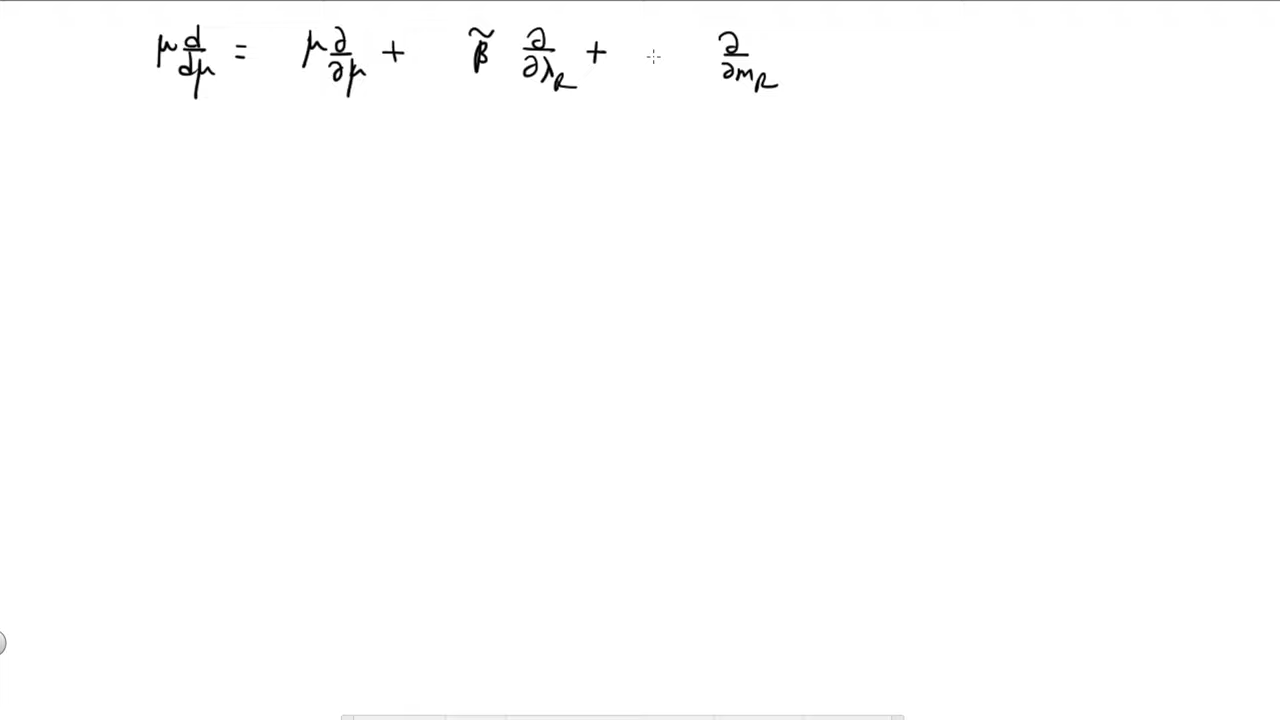 μ d/dμ = μ ∂/∂μ + β̃ ∂/∂λ_R + ∂/∂m_R